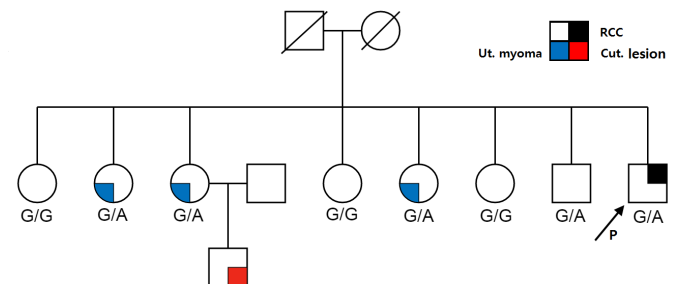 RCC
Ut. myoma
Cut. lesion
G/G
G/A
G/A
G/G
G/A
G/G
G/A
G/A
P